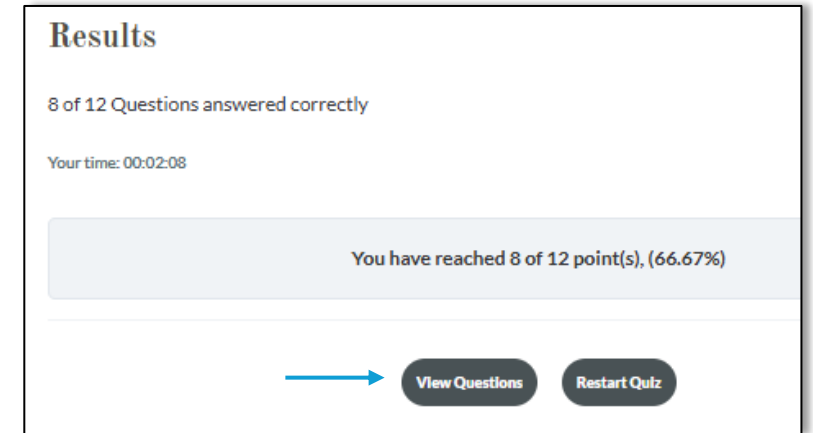 Results
8 of 12 Questions answered correctly
Your time: 00:02:08
You have reached 8 of 12 point(s), (66.67%)
View Questions Restart Quiz